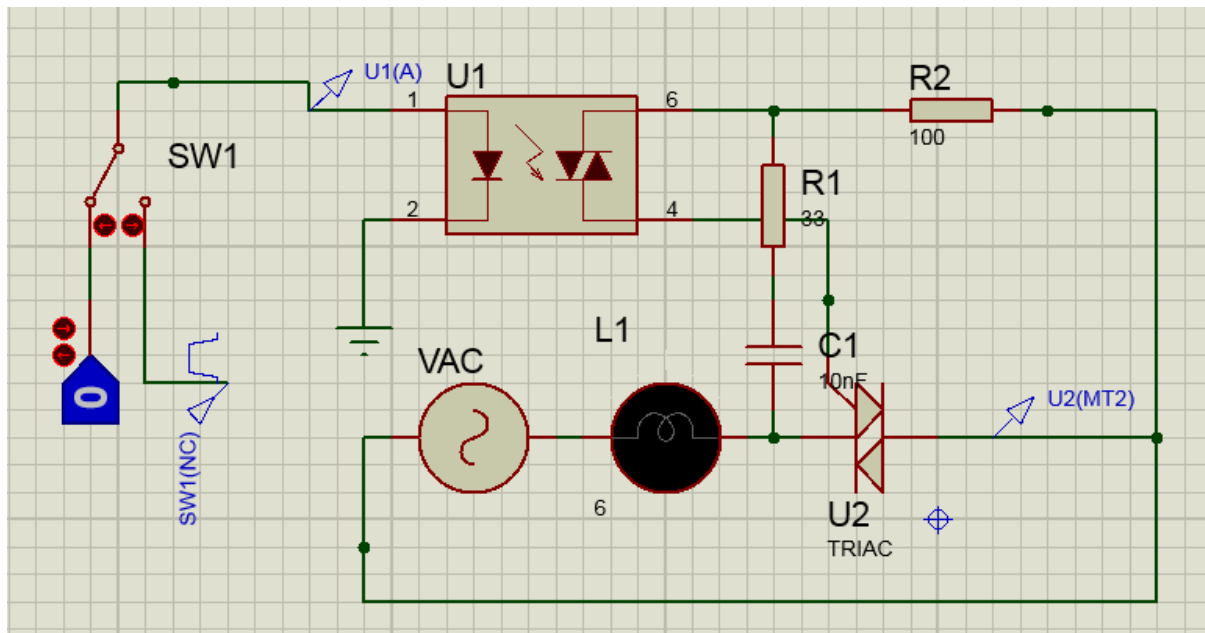 U1(A)
U1
R2
1
6
100
SW1
R1
33
2
4
L1
C1
10nF
VAC
0
U2(MT2)
SW1(NC)
6
U2
TRIAC